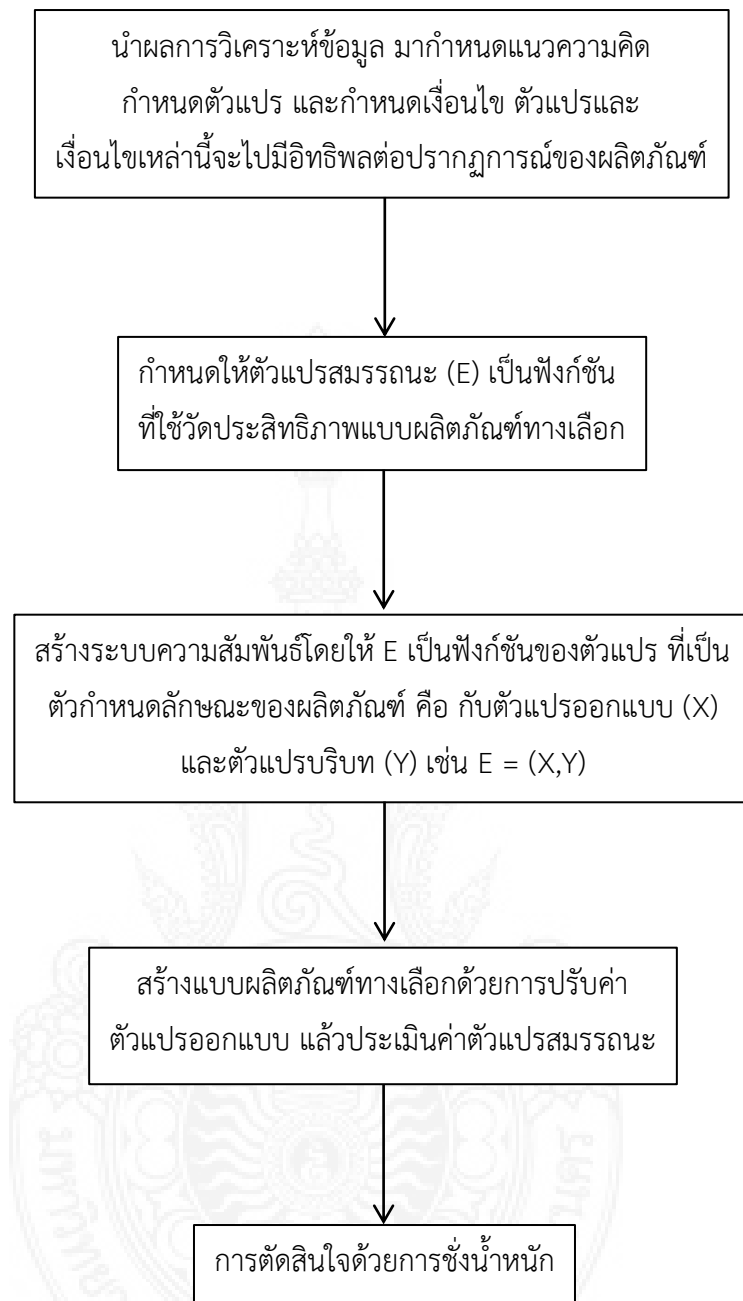 นำผลการวิเคราะห์ข้อมูล มากำหนดแนวความคิด
กำหนดตัวแปร และกำหนดเงื่อนไข ตัวแปรและ
เงื่อนไขเหล่านี้จะไปมีอิทธิพลต่อปรากฏการณ์ของผลิตภัณฑ์
กำหนดให้ตัวแปรสมรรถนะ (E) เป็นฟังก์ชัน
ที่ใช้วัดประสิทธิภาพแบบผลิตภัณฑ์ทางเลือก
สร้างระบบความสัมพันธ์โดยให้ E เป็นฟังก์ชันของตัวแปร ที่เป็น
ตัวกำหนดลักษณะของผลิตภัณฑ์ คือ กับตัวแปรออกแบบ (X)
และตัวแปรบริบท (Y) เช่น E = (X,Y)
สร้างแบบผลิตภัณฑ์ทางเลือกด้วยการปรับค่า
ตัวแปรออกแบบ แล้วประเมินค่าตัวแปรสมรรถนะ
การตัดสินใจด้วยการชั่งน้ำหนัก